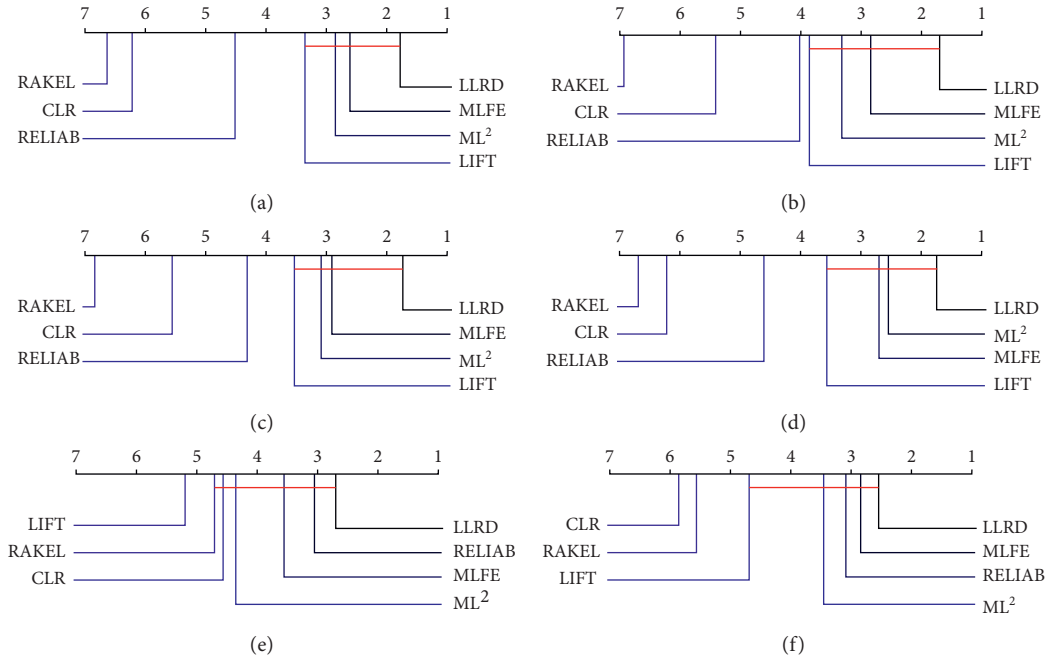 7 6 5 4 3 2 1
RAKEL
CLR
RELIAB
LLRD
MLFE
ML²
LIFT
(a)
7 6 5 4 3 2 1
RAKEL
CLR
RELIAB
LLRD
MLFE
ML²
LIFT
(b)
7 6 5 4 3 2 1
RAKEL
CLR
RELIAB
LLRD
MLFE
ML²
LIFT
(c)
7 6 5 4 3 2 1
RAKEL
CLR
RELIAB
LLRD
ML²
MLFE
LIFT
(d)
7 6 5 4 3 2 1
LIFT
RAKEL
CLR
LLRD
RELIAB
MLFE
ML²
(e)
7 6 5 4 3 2 1
CLR
RAKEL
LIFT
LLRD
MLFE
RELIAB
ML²
(f)